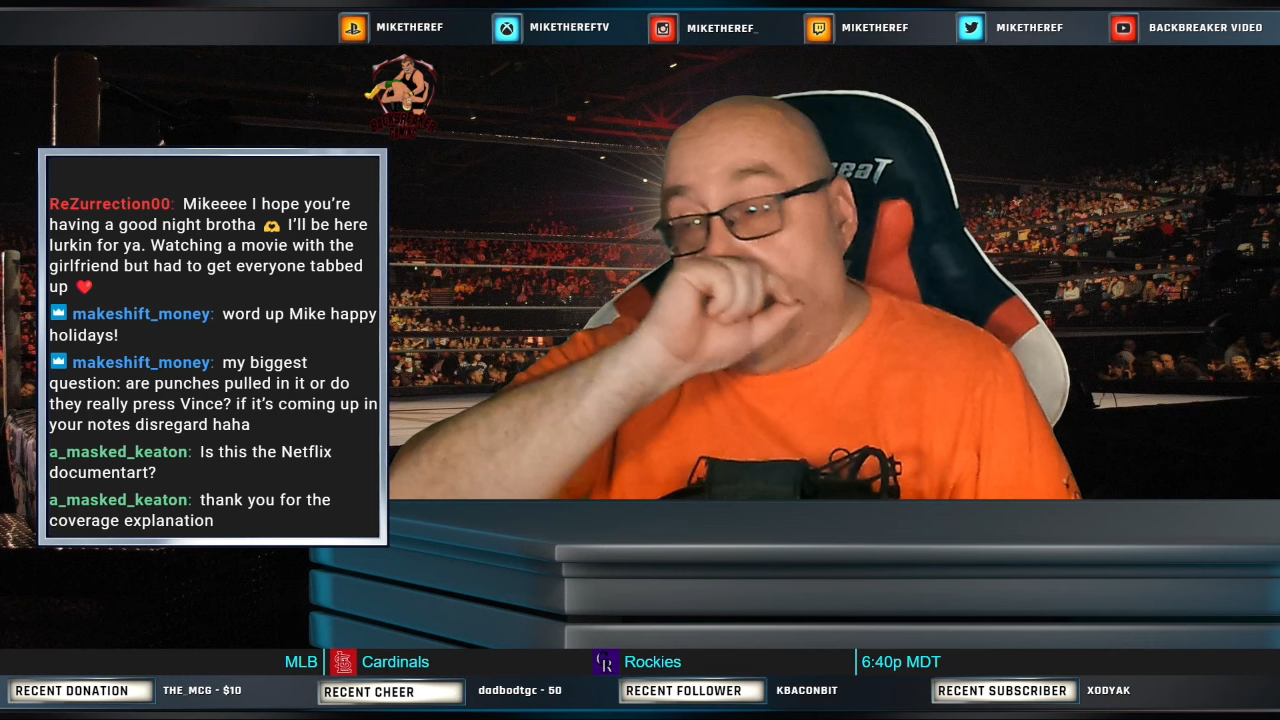 MIKETHEREF
MIKETHEREFTV
MIKETHEREF_
MIKETHEREF
MIKETHEREF
BACKBREAKER VIDEO
BACKBREAKER
GAMING
ReZurrection00: Mikeeee I hope you're
having a good night brotha 🫶 I'll be here
lurkin for ya. Watching a movie with the
girlfriend but had to get everyone tabbed
up ❤️
makeshift_money: word up Mike happy
holidays!
makeshift_money: my biggest
question: are punches pulled in it or do
they really press Vince? if it's coming up in
your notes disregard haha
a_masked_keaton: Is this the Netflix
documentart?
a_masked_keaton: thank you for the
coverage explanation
MLB Cardinals Rockies 6:40p MDT
RECENT DONATION THE_MCG - $10 RECENT CHEER dadbodtgc - 50 RECENT FOLLOWER KBACONBIT RECENT SUBSCRIBER XODYAK